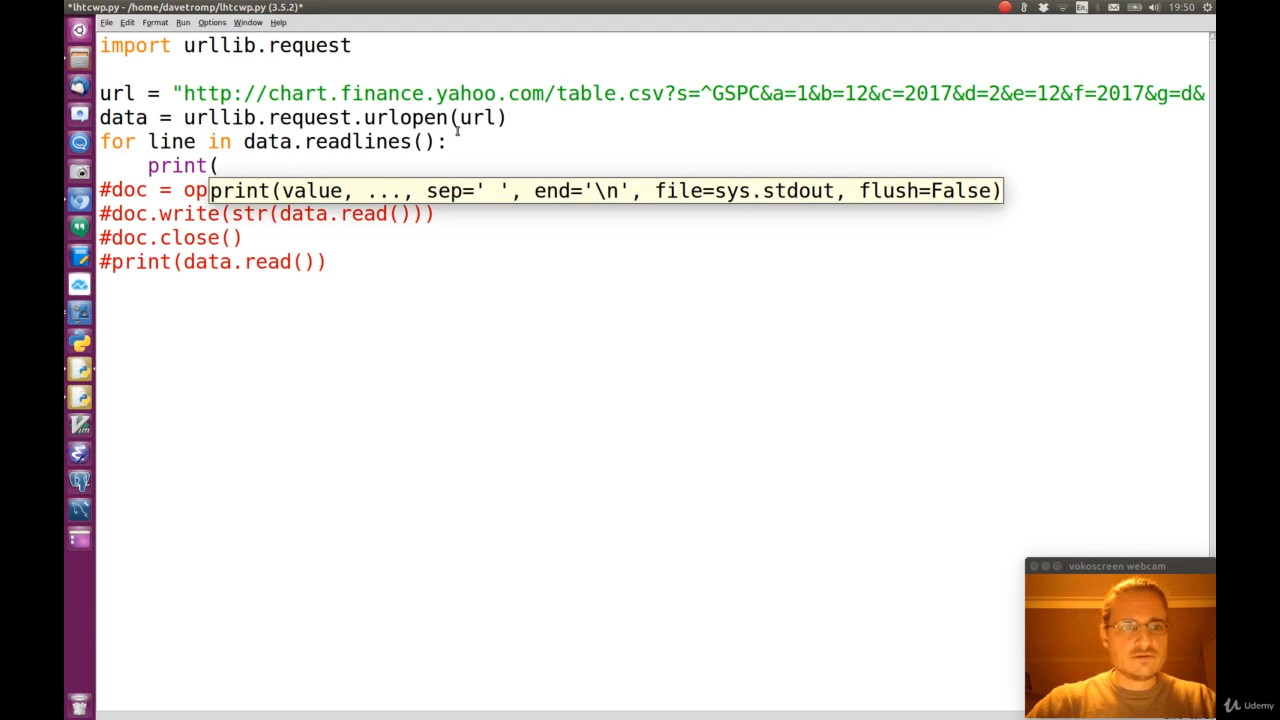 *lhtcwp.py - /home/davetromp/lhtcwp.py (3.5.2)*
En
19:50
File Edit Format Run Options Window Help
import urllib.request
url = "http://chart.finance.yahoo.com/table.csv?s=^GSPC&a=1&b=12&c=2017&d=2&e=12&f=2017&g=d&
data = urllib.request.urlopen(url)
for line in data.readlines():
print(
#doc = op
print(value, ..., sep=' ', end='\n', file=sys.stdout, flush=False)
#doc.write(str(data.read()))
#doc.close()
#print(data.read())
Vim
vokoscreen webcam
Udemy